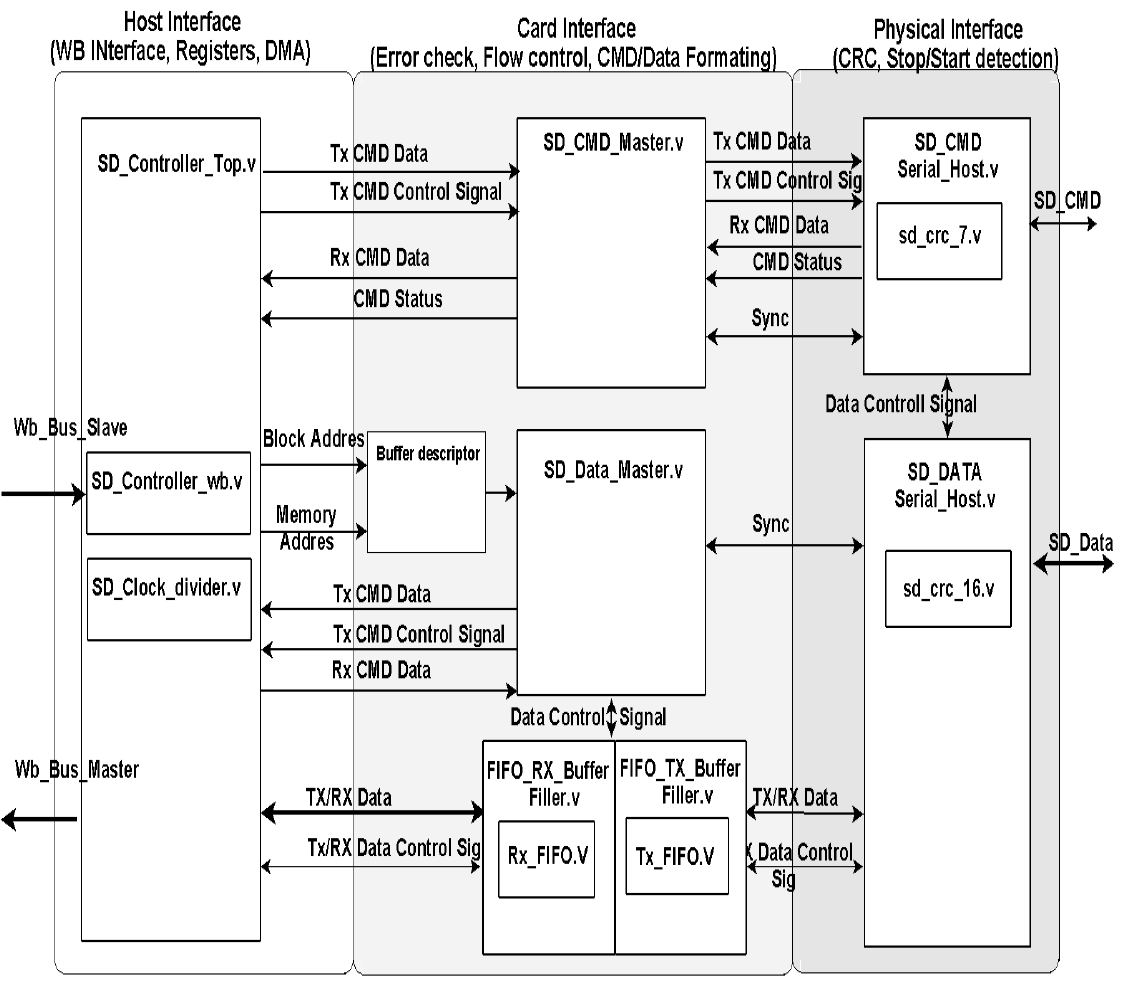 Host Interface
(WB INterface, Registers, DMA)
Card Interface
(Error check, Flow control, CMD/Data Formating)
Physical Interface
(CRC, Stop/Start detection)
SD_Controller_Top.v
Tx CMD Data
Tx CMD Control Signal
Rx CMD Data
CMD Status
SD_CMD_Master.v
Tx CMD Data
Tx CMD Control Sig
Rx CMD Data
CMD Status
Sync
SD_CMD
Serial_Host.v
sd_crc_7.v
SD_CMD
Data Controll Signal
Wb_Bus_Slave
SD_Controller_wb.v
SD_Clock_divider.v
Block Addres
Memory
Addres
Buffer descriptor
SD_Data_Master.v
Sync
SD_DATA
Serial_Host.v
sd_crc_16.v
SD_Data
Tx CMD Data
Tx CMD Control Signal
Rx CMD Data
Data Control Signal
Wb_Bus_Master
TX/RX Data
Tx/RX Data Control Sig
FIFO_RX_Buffer
Filler.v
Rx_FIFO.V
FIFO_TX_Buffer
Filler.v
Tx_FIFO.V
TX/RX Data
X Data Control
Sig